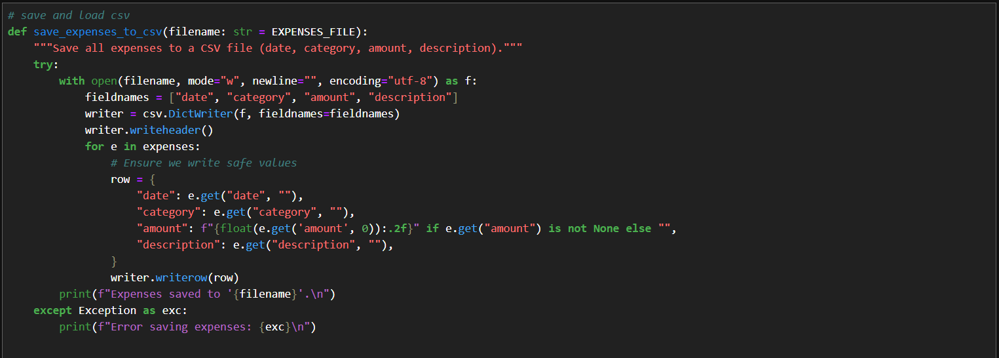 # save and load csv
def save_expenses_to_csv(filename: str = EXPENSES_FILE):
    """Save all expenses to a CSV file (date, category, amount, description)."""
    try:
        with open(filename, mode="w", newline="", encoding="utf-8") as f:
            fieldnames = ["date", "category", "amount", "description"]
            writer = csv.DictWriter(f, fieldnames=fieldnames)
            writer.writeheader()
            for e in expenses:
                # Ensure we write safe values
                row = {
                    "date": e.get("date", ""),
                    "category": e.get("category", ""),
                    "amount": f"{float(e.get('amount', 0)):.2f}" if e.get("amount") is not None else "",
                    "description": e.get("description", ""),
                }
                writer.writerow(row)
        print(f"Expenses saved to '{filename}'.\n")
    except Exception as exc:
        print(f"Error saving expenses: {exc}\n")